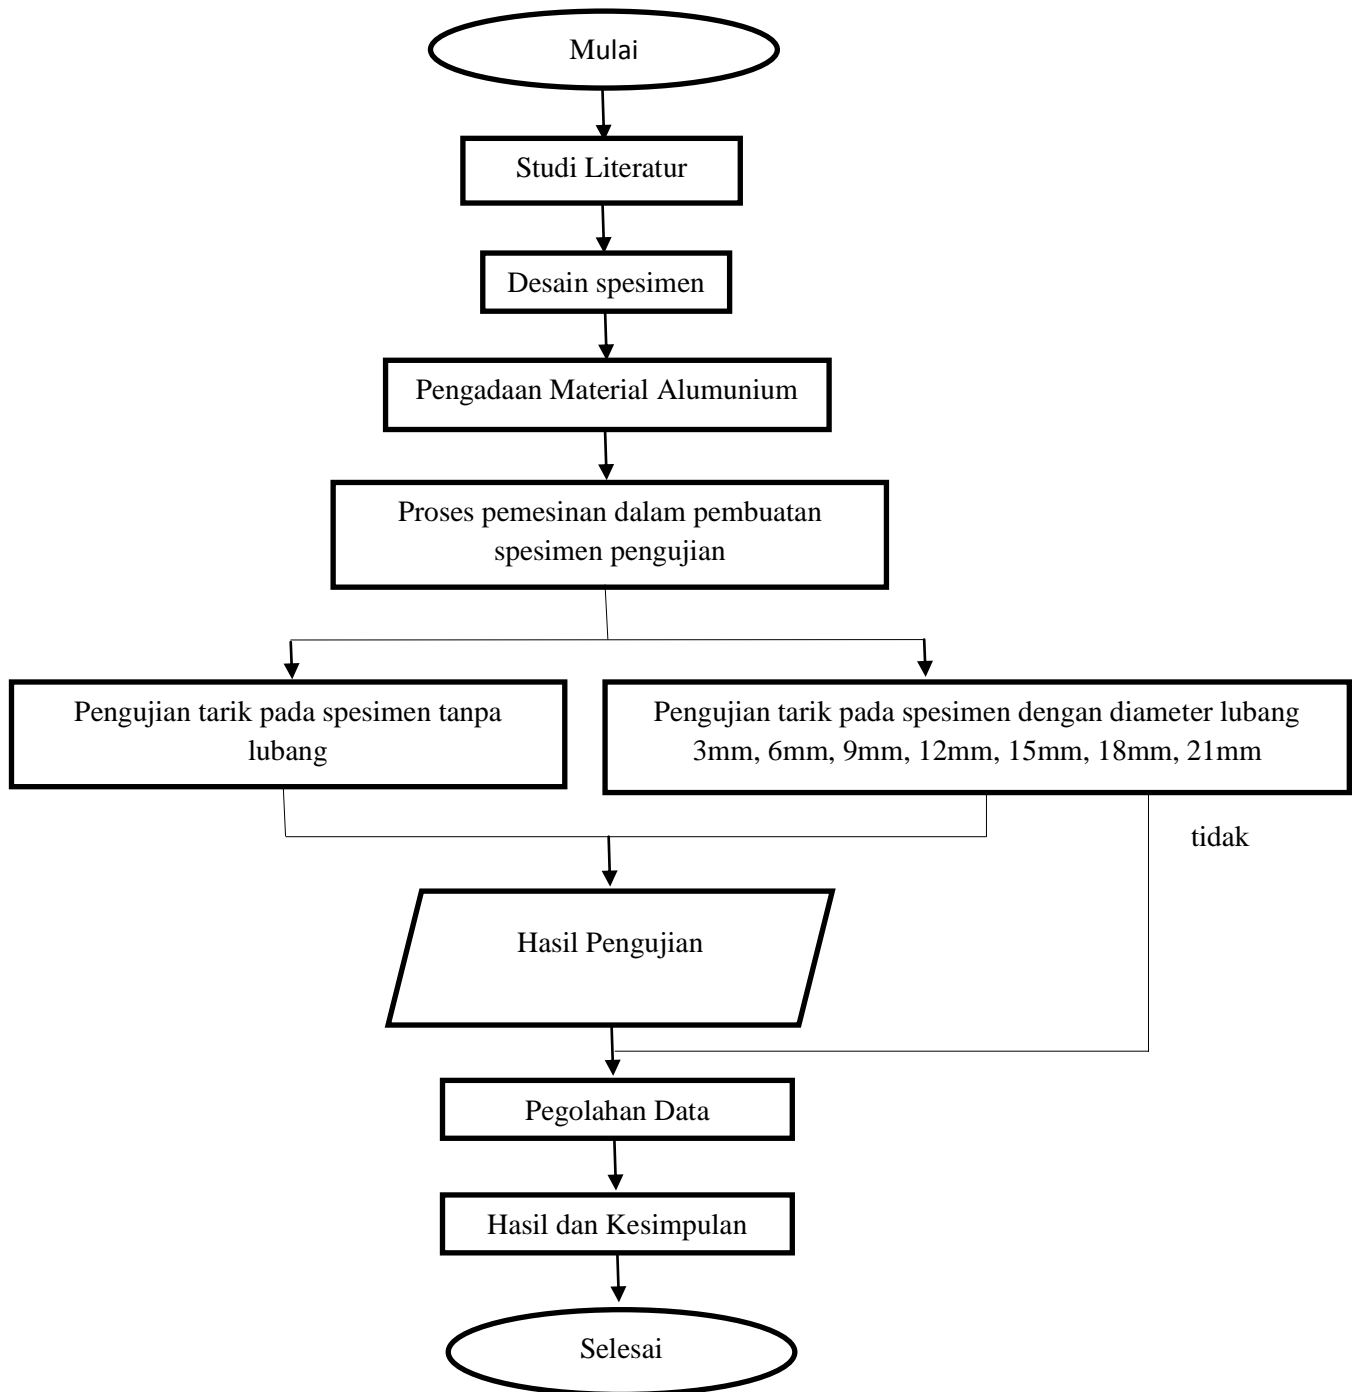 Mulai
Studi Literatur
Desain spesimen
Pengadaan Material Alumunium
Proses pemesinan dalam pembuatan
spesimen pengujian
Pengujian tarik pada spesimen tanpa
lubang
Pengujian tarik pada spesimen dengan diameter lubang
3mm, 6mm, 9mm, 12mm, 15mm, 18mm, 21mm
tidak
Hasil Pengujian
Pegolahan Data
Hasil dan Kesimpulan
Selesai